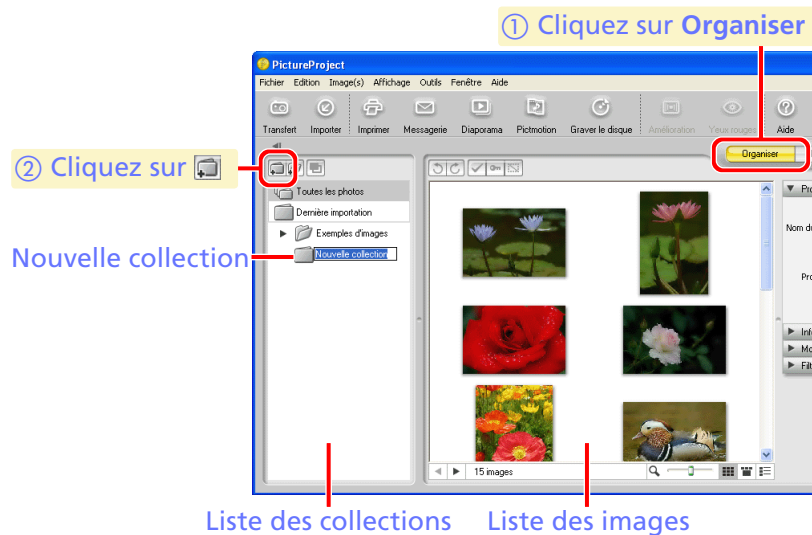 ① Cliquez sur Organiser
PictureProject
Fichier Edition Image(s) Affichage Outils Fenêtre Aide
Transfert Importer Imprimer Messagerie Diaporama Pictmotion Graver le disque Amélioration Yeux rouges Aide
Organiser
② Cliquez sur
Toutes les photos
Dernière importation
Exemples d'images
Nouvelle collection
Nouvelle collection
Nom du
15 images
Liste des collections Liste des images